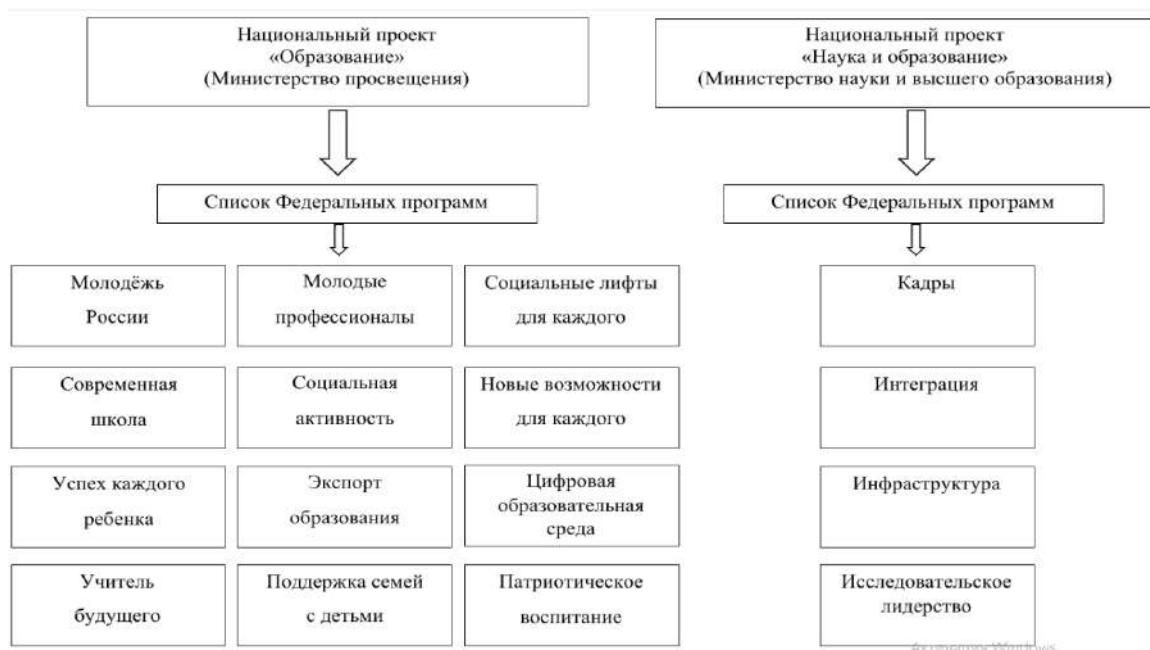 Национальный проект
«Образование»
(Министерство просвещения)
Национальный проект
«Наука и образование»
(Министерство науки и высшего образования)
Список Федеральных программ
Список Федеральных программ
Молодёжь
России
Молодые
профессионалы
Социальные лифты
для каждого
Кадры
Современная
школа
Социальная
активность
Новые возможности
для каждого
Интеграция
Успех каждого
ребенка
Экспорт
образования
Цифровая
образовательная
среда
Инфраструктура
Учитель
будущего
Поддержка семей
с детьми
Патриотическое
воспитание
Исследовательское
лидерство